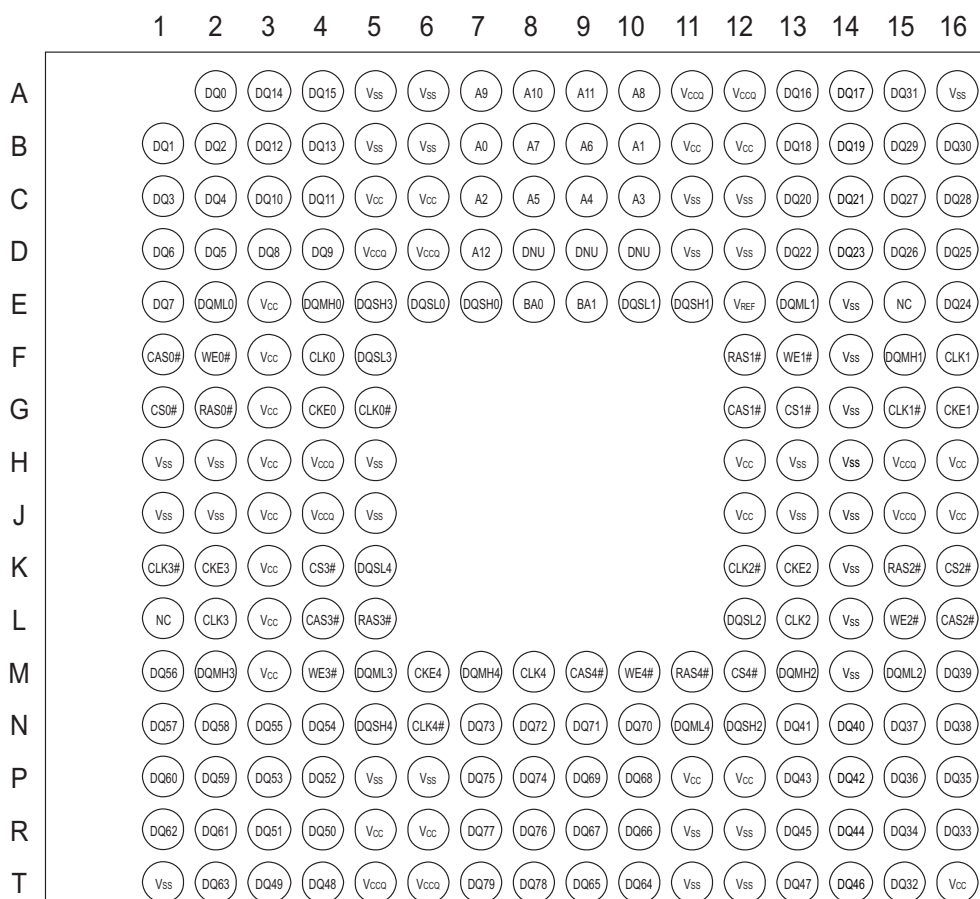 1 2 3 4 5 6 7 8 9 10 11 12 13 14 15 16
A DQ0 DQ14 DQ15 VSS VSS A9 A10 A11 A8 VCCQ VCCQ DQ16 DQ17 DQ31 VSS
B DQ1 DQ2 DQ12 DQ13 VSS VSS A0 A7 A6 A1 VCC VCC DQ18 DQ19 DQ29 DQ30
C DQ3 DQ4 DQ10 DQ11 VCC VCC A2 A5 A4 A3 VSS VSS DQ20 DQ21 DQ27 DQ28
D DQ6 DQ5 DQ8 DQ9 VCCQ VCCQ A12 DNU DNU DNU VSS VSS DQ22 DQ23 DQ26 DQ25
E DQ7 DQML0 VCC DQMH0 DQSH3 DQSL0 DQSH0 BA0 BA1 DQSL1 DQSH1 VREF DQML1 VSS NC DQ24
F CAS0# WE0# VCC CLK0 DQSL3 RAS1# WE1# VSS DQMH1 CLK1
G CS0# RAS0# VCC CKE0 CLK0# CAS1# CS1# VSS CLK1# CKE1
H VSS VSS VCC VCCQ VSS VCC VSS VSS VCCQ VCC
J VSS VSS VCC VCCQ VSS VCC VSS VSS VCCQ VCC
K CLK3# CKE3 VCC CS3# DQSL4 CLK2# CKE2 VSS RAS2# CS2#
L NC CLK3 VCC CAS3# RAS3# DQSL2 CLK2 VSS WE2# CAS2#
M DQ56 DQMH3 VCC WE3# DQML3 CKE4 DQMH4 CLK4 CAS4# WE4# RAS4# CS4# DQMH2 VSS DQML2 DQ39
N DQ57 DQ58 DQ55 DQ54 DQSH4 CLK4# DQ73 DQ72 DQ71 DQ70 DQML4 DQSH2 DQ41 DQ40 DQ37 DQ38
P DQ60 DQ59 DQ53 DQ52 VSS VSS DQ75 DQ74 DQ69 DQ68 VCC VCC DQ43 DQ42 DQ36 DQ35
R DQ62 DQ61 DQ51 DQ50 VCC VCC DQ77 DQ76 DQ67 DQ66 VSS VSS DQ45 DQ44 DQ34 DQ33
T VSS DQ63 DQ49 DQ48 VCCQ VCCQ DQ79 DQ78 DQ65 DQ64 VSS VSS DQ47 DQ46 DQ32 VCC